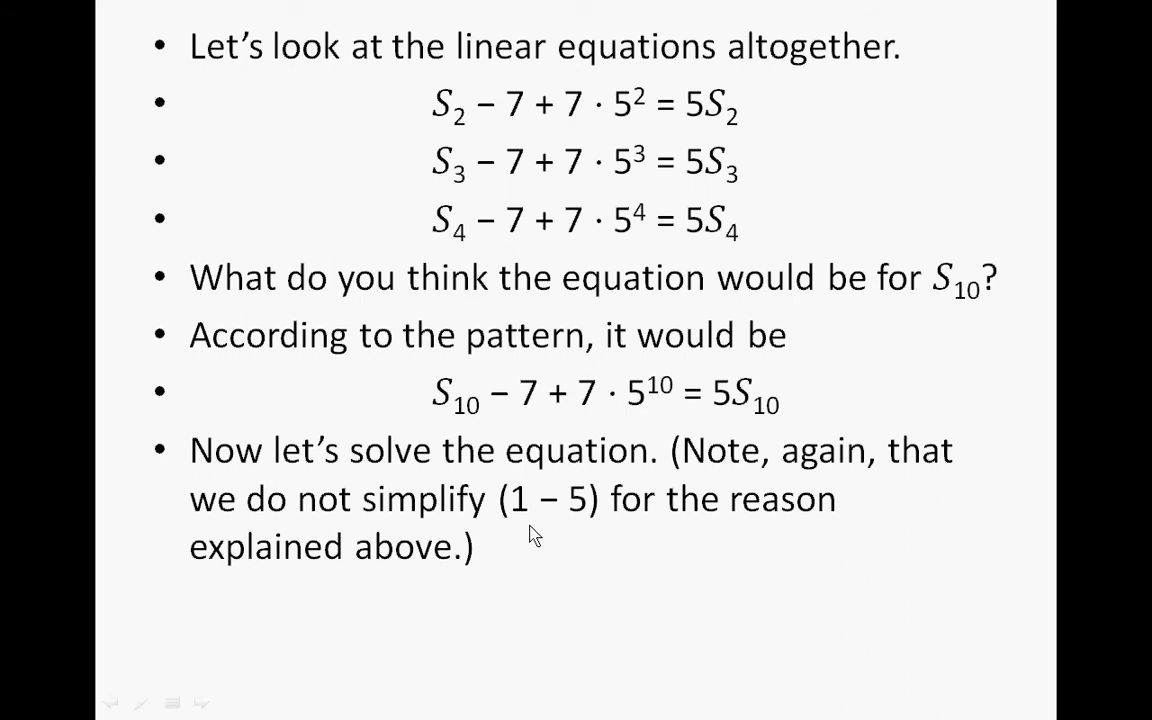 • Let’s look at the linear equations altogether.
• S₂ − 7 + 7 · 5² = 5S₂
• S₃ − 7 + 7 · 5³ = 5S₃
• S₄ − 7 + 7 · 5⁴ = 5S₄
• What do you think the equation would be for S₁₀?
• According to the pattern, it would be
• S₁₀ − 7 + 7 · 5¹⁰ = 5S₁₀
• Now let’s solve the equation. (Note, again, that
we do not simplify (1 − 5) for the reason
explained above.)